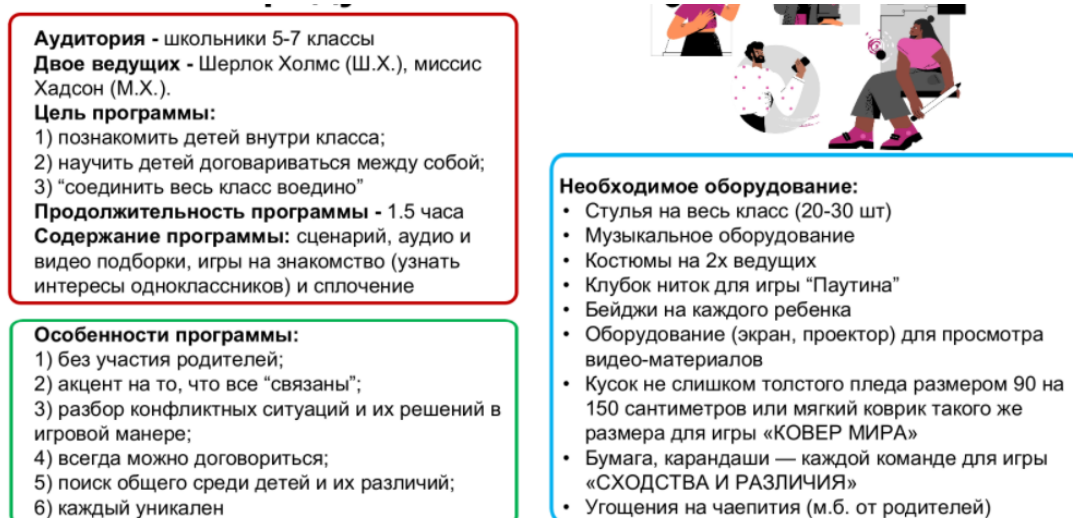 Аудитория - школьники 5-7 классы
Двое ведущих - Шерлок Холмс (Ш.Х.), миссис
Хадсон (М.Х.).
Цель программы:
1) познакомить детей внутри класса;
2) научить детей договариваться между собой;
3) “соединить весь класс воедино”
Продолжительность программы - 1.5 часа
Содержание программы: сценарий, аудио и
видео подборки, игры на знакомство (узнать
интересы одноклассников) и сплочение
Особенности программы:
1) без участия родителей;
2) акцент на то, что все “связаны”;
3) разбор конфликтных ситуаций и их решений в
игровой манере;
4) всегда можно договориться;
5) поиск общего среди детей и их различий;
6) каждый уникален
Необходимое оборудование:
• Стулья на весь класс (20-30 шт)
• Музыкальное оборудование
• Костюмы на 2х ведущих
• Клубок ниток для игры “Паутина”
• Бейджи на каждого ребенка
• Оборудование (экран, проектор) для просмотра
видео-материалов
• Кусок не слишком толстого пледа размером 90 на
150 сантиметров или мягкий коврик такого же
размера для игры «КОВЕР МИРА»
• Бумага, карандаши — каждой команде для игры
«СХОДСТВА И РАЗЛИЧИЯ»
• Угощения на чаепития (м.б. от родителей)